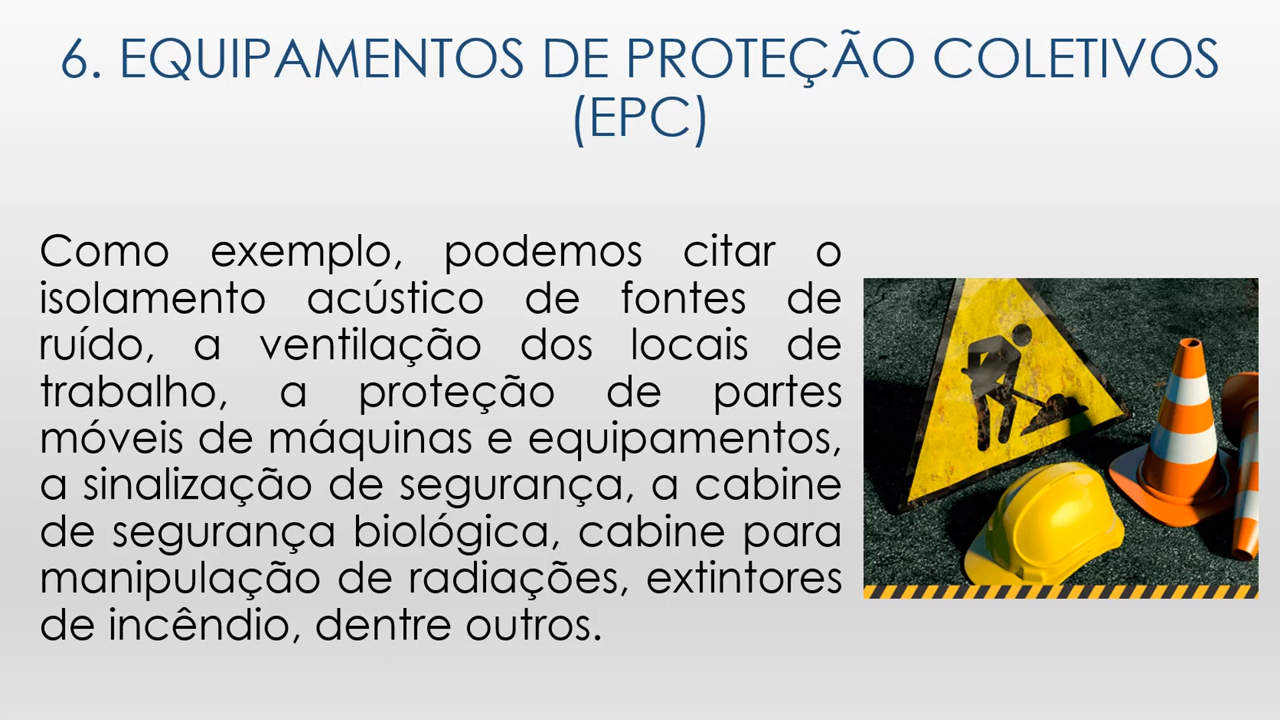 6. EQUIPAMENTOS DE PROTEÇÃO COLETIVOS
(EPC)
Como exemplo, podemos citar o
isolamento acústico de fontes de
ruído, a ventilação dos locais de
trabalho, a proteção de partes
móveis de máquinas e equipamentos,
a sinalização de segurança, a cabine
de segurança biológica, cabine para
manipulação de radiações, extintores
de incêndio, dentre outros.